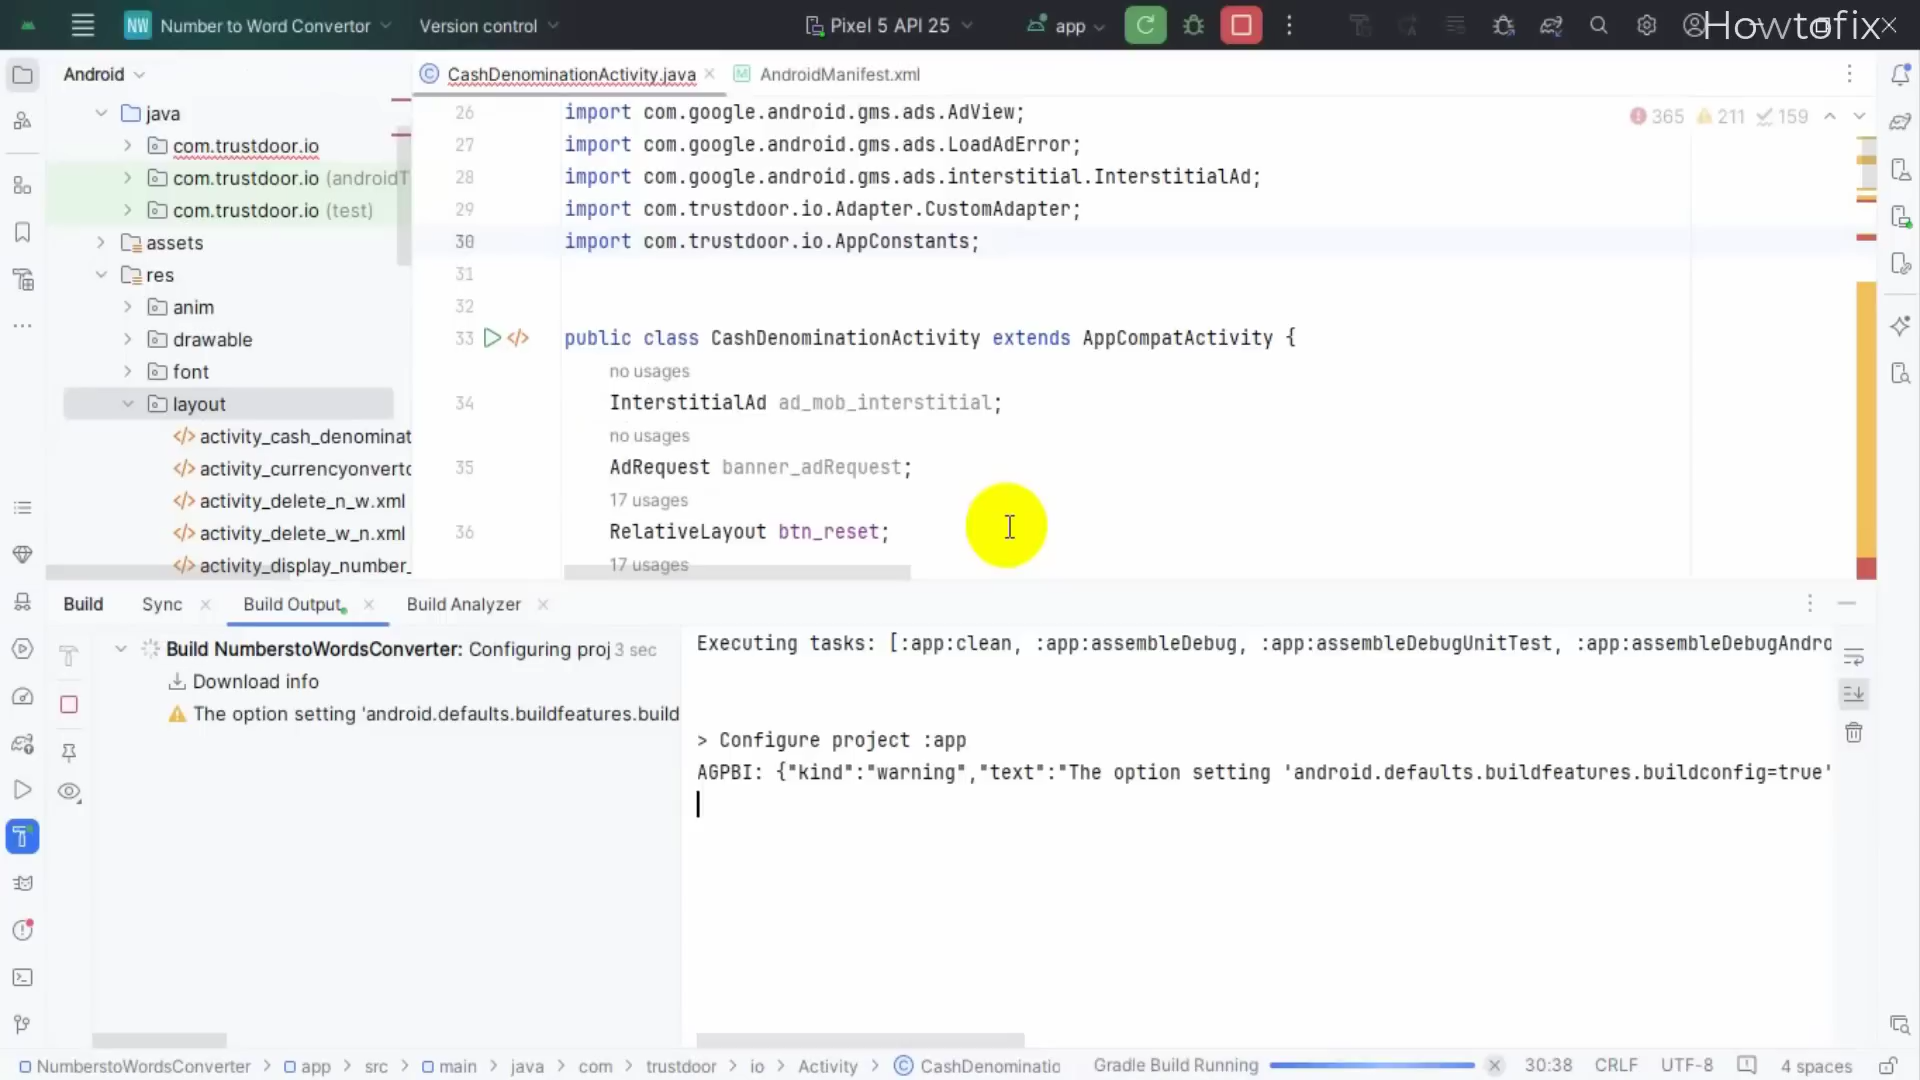 NW Number to Word Convertor
Version control
Pixel 5 API 25
app
Howtofix
Android
CashDenominationActivity.java
AndroidManifest.xml
java
com.trustdoor.io
com.trustdoor.io (androidT
com.trustdoor.io (test)
assets
res
anim
drawable
font
layout
activity_cash_denominat
activity_currencyonverto
activity_delete_n_w.xml
activity_delete_w_n.xml
activity_display_number_
365 211 159
26 import com.google.android.gms.ads.AdView;
27 import com.google.android.gms.ads.LoadAdError;
28 import com.google.android.gms.ads.interstitial.InterstitialAd;
29 import com.trustdoor.io.Adapter.CustomAdapter;
30 import com.trustdoor.io.AppConstants;
31
32
33 public class CashDenominationActivity extends AppCompatActivity {
no usages
34 InterstitialAd ad_mob_interstitial;
no usages
35 AdRequest banner_adRequest;
17 usages
36 RelativeLayout btn_reset;
17 usages
Build
Sync
Build Output
Build Analyzer
Build NumberstoWordsConverter: Configuring proj 3 sec
Download info
The option setting 'android.defaults.buildfeatures.build
Executing tasks: [:app:clean, :app:assembleDebug, :app:assembleDebugUnitTest, :app:assembleDebugAndro
> Configure project :app
AGPBI: {"kind":"warning","text":"The option setting 'android.defaults.buildfeatures.buildconfig=true'
NumberstoWordsConverter > app > src > main > java > com > trustdoor > io > Activity > CashDenominatio
Gradle Build Running
30:38
CRLF
UTF-8
4 spaces